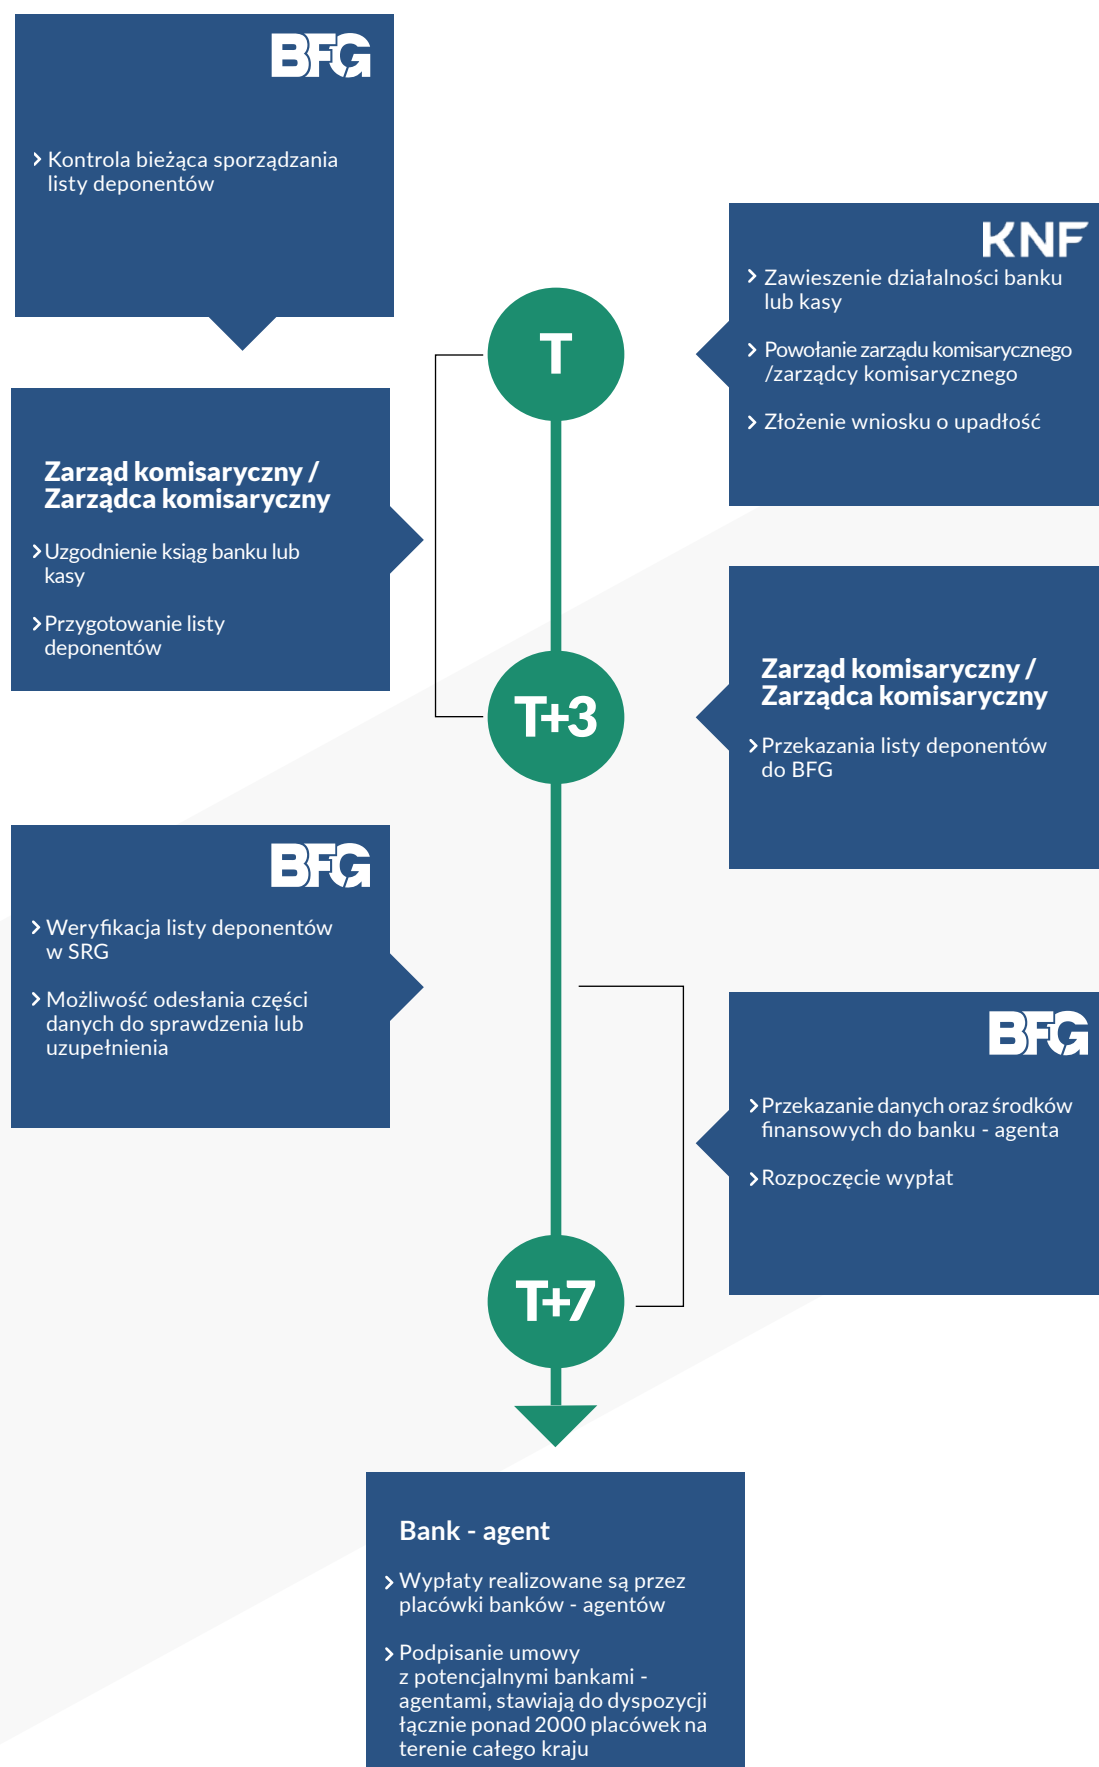 BFG
Kontrola bieżąca sporządzania
listy deponentów
KNF
Zawieszenie działalności banku
lub kasy
Powołanie zarządu komisarycznego
/zarządcy komisarycznego
Złożenie wniosku o upadłość
T
Zarząd komisaryczny /
Zarządca komisaryczny
Uzgodnienie ksiąg banku lub
kasy
Przygotowanie listy
deponentów
T+3
Zarząd komisaryczny /
Zarządca komisaryczny
Przekazania listy deponentów
do BFG
BFG
Weryfikacja listy deponentów
w SRG
Możliwość odesłania części
danych do sprawdzenia lub
uzupełnienia
BFG
Przekazanie danych oraz środków
finansowych do banku - agenta
Rozpoczęcie wypłat
T+7
Bank - agent
Wypłaty realizowane są przez
placówki banków - agentów
Podpisanie umowy
z potencjalnymi bankami -
agentami, stawiają do dyspozycji
łącznie ponad 2000 placówek na
terenie całego kraju